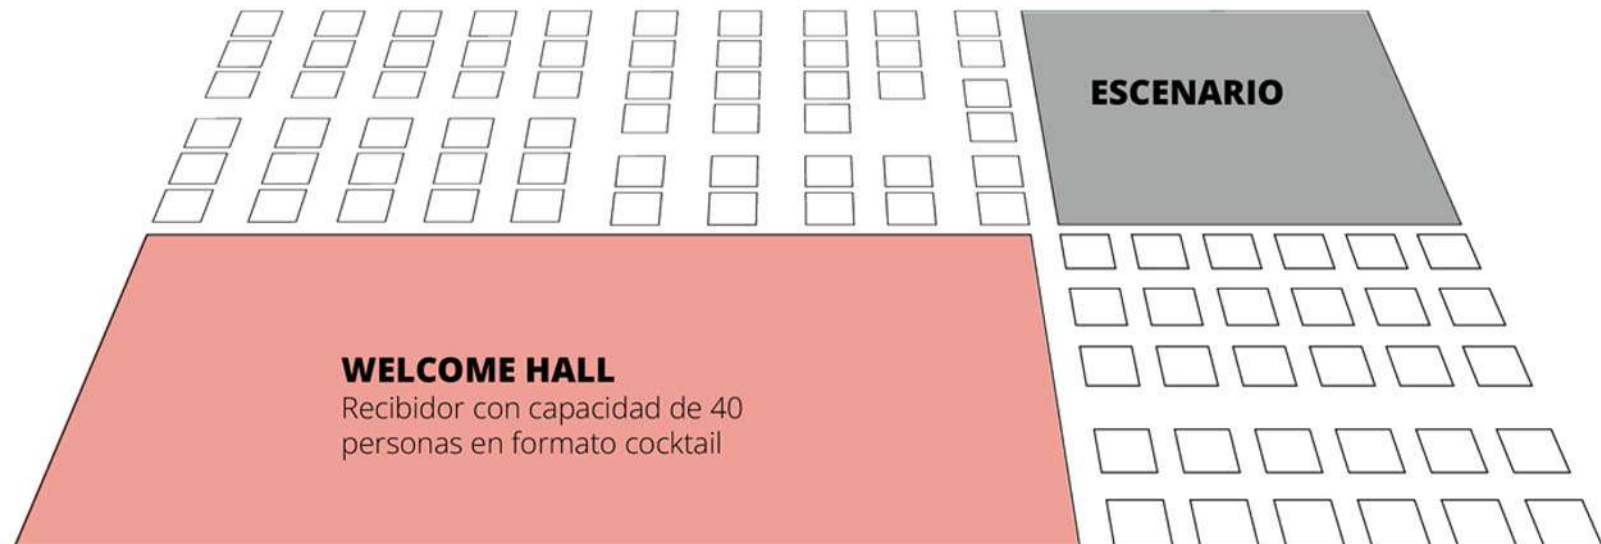 ESCENARIO
WELCOME HALL
Recibidor con capacidad de 40
personas en formato cocktail